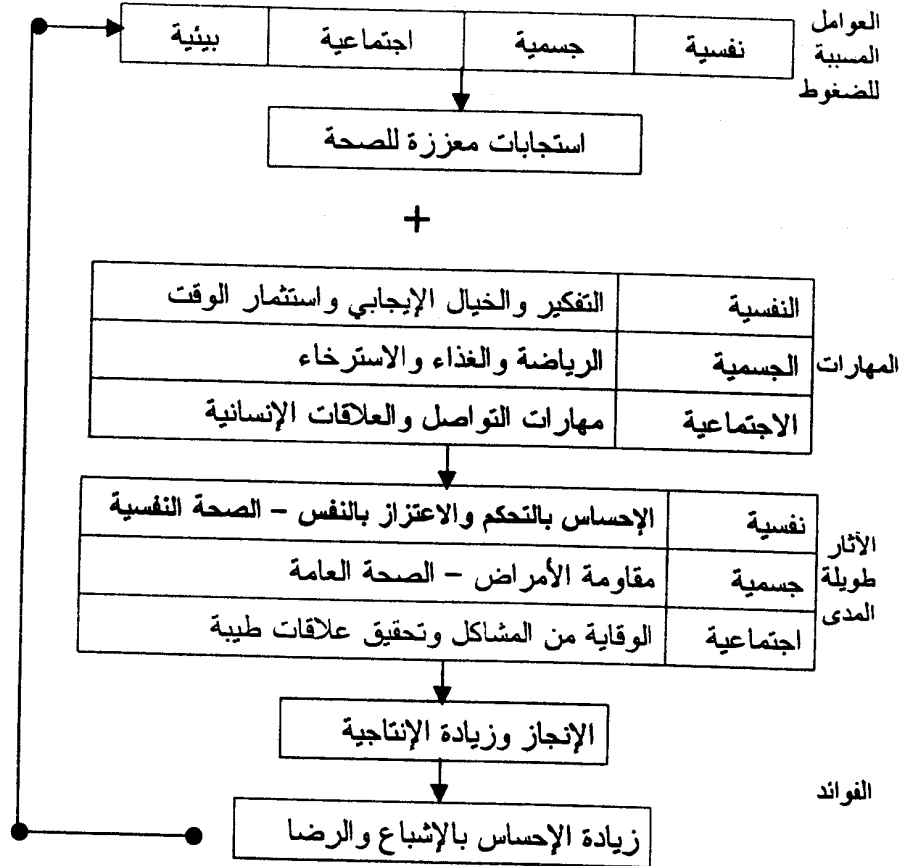 العوامل
المسببة
للضغوط
نفسية جسمية اجتماعية بيئية
استجابات معززة للصحة
+
المهارات
النفسية التفكير والخيال الإيجابي واستثمار الوقت
الجسمية الرياضة والغذاء والاسترخاء
الاجتماعية مهارات التواصل والعلاقات الإنسانية
الأثار
طويلة
المدى
نفسية الإحساس بالتحكم والاعتزاز بالنفس – الصحة النفسية
جسمية مقاومة الأمراض – الصحة العامة
اجتماعية الوقاية من المشاكل وتحقيق علاقات طيبة
الإنجاز وزيادة الإنتاجية
الفوائد
زيادة الإحساس بالإشباع والرضا